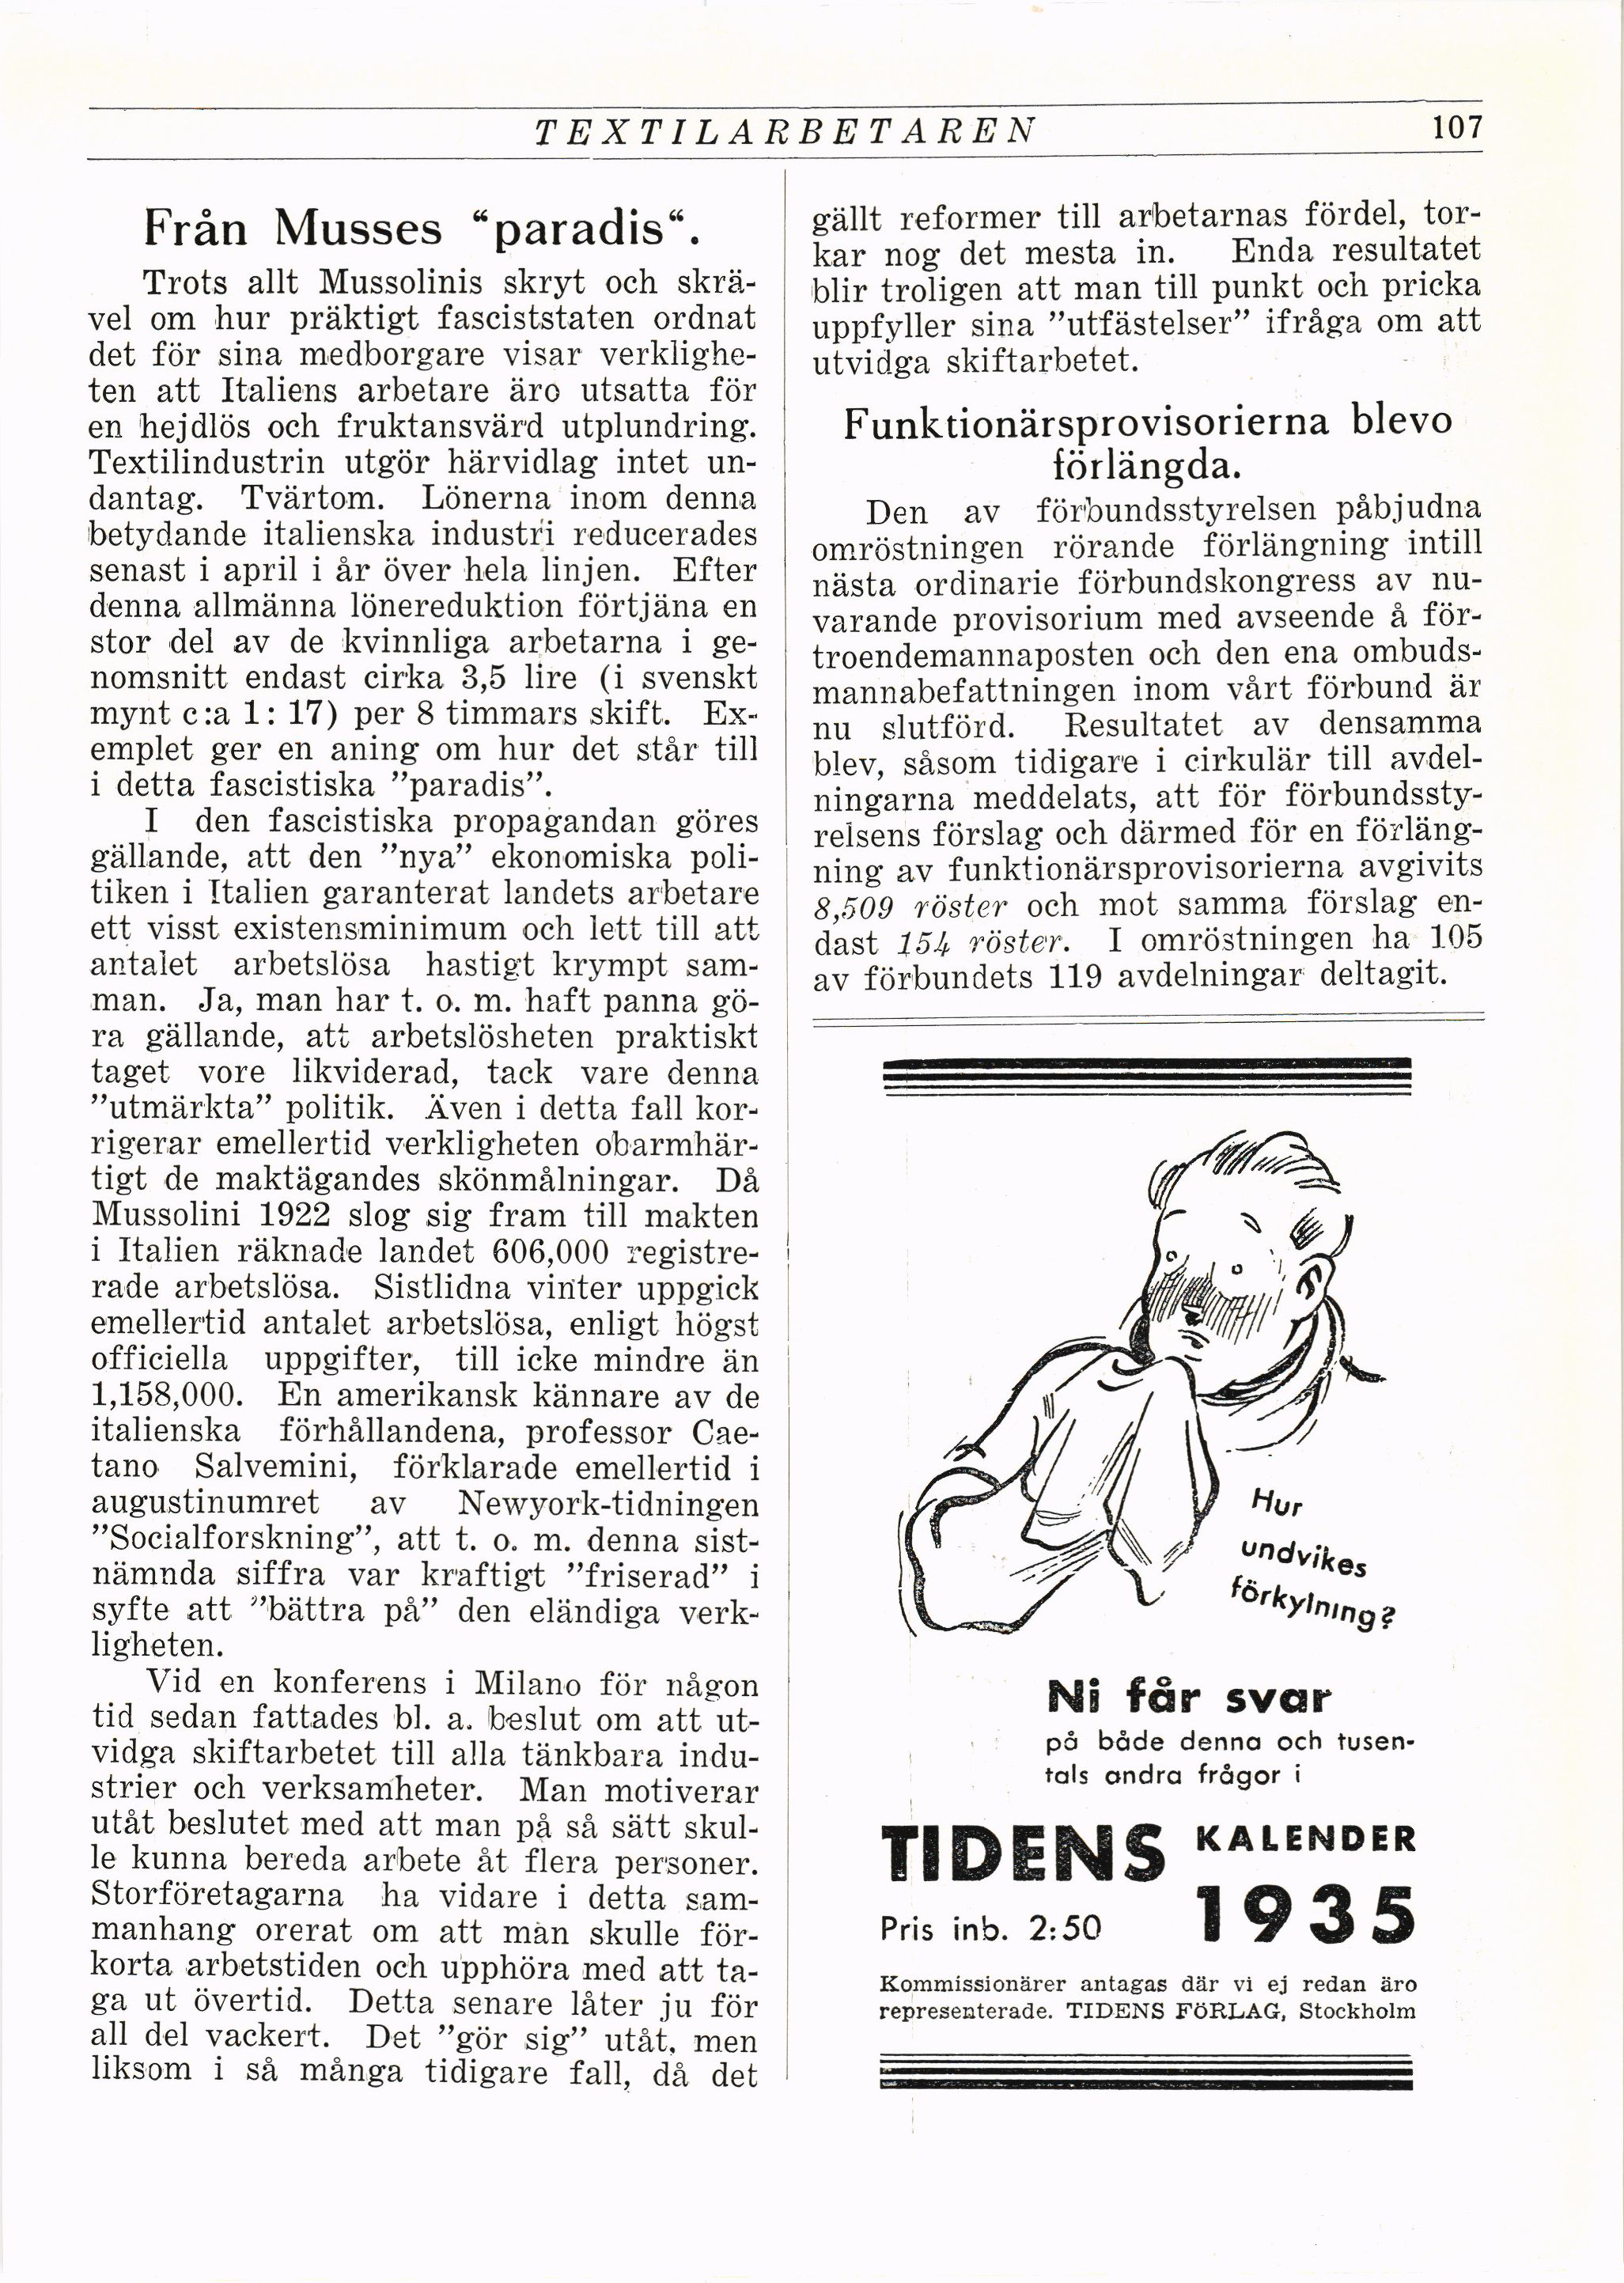 TEXTILARBETAREN 107
Från Musses “paradis“.
Trots allt Mussolinis skryt och skrä-
vel om hur präktigt fasciststaten ordnat
det för sina medborgare visar verklighe-
ten att Italiens arbetare äro utsatta för
en hejdlös och fruktansvärd utplundring.
Textilindustrin utgör härvidlag intet un-
dantag. Tvärtom. Lönerna inom denna
betydande italienska industri reducerades
senast i april i år över hela linjen. Efter
denna allmänna lönereduktion förtjäna en
stor del av de kvinnliga arbetarna i ge-
nomsnitt endast cirka 3,5 lire (i svenskt
mynt c:a 1: 17) per 8 timmars skift. Ex-
emplet ger en aning om hur det står till
i detta fascistiska ”paradis”.
I den fascistiska propagandan göres
gällande, att den ”nya” ekonomiska poli-
tiken i Italien garanterat landets arbetare
ett visst existensminimum och lett till att
antalet arbetslösa hastigt krympt sam-
man. Ja, man har t. o. m. haft panna gö-
ra gällande, att arbetslösheten praktiskt
taget vore likviderad, tack vare denna
”utmärkta” politik. Även i detta fall kor-
rigerar emellertid verkligheten obarmhär-
tigt de maktägandes skönmålningar. Då
Mussolini 1922 slog sig fram till makten
i Italien räknade landet 606,000 registre-
rade arbetslösa. Sistlidna vinter uppgick
emellertid antalet arbetslösa, enligt högst
officiella uppgifter, till icke mindre än
1,158,000. En amerikansk kännare av de
italienska förhållandena, professor Cae-
tano Salvemini, förklarade emellertid i
augustinumret av Newyork-tidningen
”Socialforskning”, att t. o. m. denna sist-
nämnda siffra var kraftigt ”friserad” i
syfte att ”bättra på” den eländiga verk-
ligheten.
Vid en konferens i Milano för någon
tid sedan fattades bl. a. beslut om att ut-
vidga skiftarbetet till alla tänkbara indu-
strier och verksamheter. Man motiverar
utåt beslutet med att man på så sätt skul-
le kunna bereda arbete åt flera personer.
Storföretagarna ha vidare i detta sam-
manhang orerat om att man skulle för-
korta arbetstiden och upphöra med att ta-
ga ut övertid. Detta senare låter ju för
all del vackert. Det ”gör sig” utåt, men
liksom i så många tidigare fall, då det
gällt reformer till arbetarnas fördel, tor-
kar nog det mesta in. Enda resultatet
blir troligen att man till punkt och pricka
uppfyller sina ”utfästelser” ifråga om att
utvidga skiftarbetet.
Funktionärsprovisorierna blevo
förlängda.
Den av förbundsstyrelsen påbjudna
omröstningen rörande förlängning intill
nästa ordinarie förbundskongress av nu-
varande provisorium med avseende å för-
troendemannaposten och den ena ombuds-
mannabefattningen inom vårt förbund är
nu slutförd. Resultatet av densamma
blev, såsom tidigare i cirkulär till avdel-
ningarna meddelats, att för förbundssty-
relsens förslag och därmed för en förläng-
ning av funktionärsprovisorierna avgivits
8,509 röster och mot samma förslag en-
dast 154 röster. I omröstningen ha 105
av förbundets 119 avdelningar deltagit.
Hur
undvikes
förkylning?
Ni får svar
på både denna och tusen-
tals andra frågor i
TIDENS KALENDER
Pris inb. 2:50 1935
Kommissionärer antagas där vi ej redan äro
representerade. TIDENS FÖRLAG, Stockholm